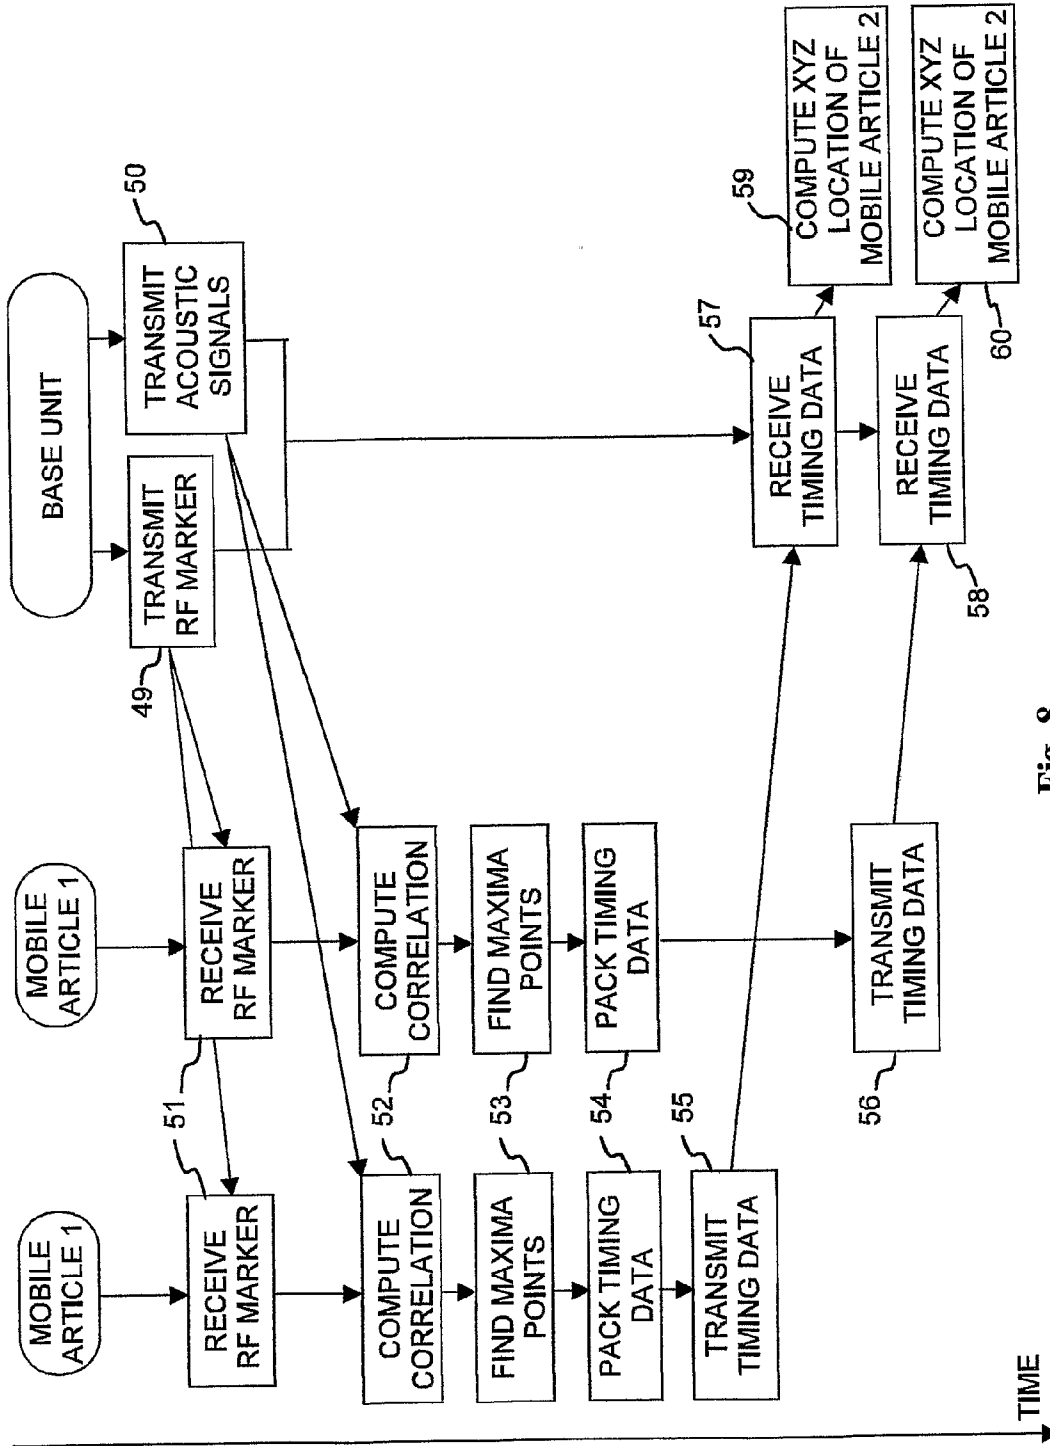 BASE UNIT
MOBILE
ARTICLE 1
MOBILE
ARTICLE 1
49
TRANSMIT
RF MARKER
50
TRANSMIT
ACOUSTIC
SIGNALS
51
RECEIVE
RF MARKER
RECEIVE
RF MARKER
52
COMPUTE
CORRELATION
COMPUTE
CORRELATION
53
FIND MAXIMA
POINTS
FIND MAXIMA
POINTS
54
PACK TIMING
DATA
PACK TIMING
DATA
55
TRANSMIT
TIMING DATA
56
TRANSMIT
TIMING DATA
57
RECEIVE
TIMING DATA
58
RECEIVE
TIMING DATA
59
COMPUTE XYZ
LOCATION OF
MOBILE ARTICLE 2
60
COMPUTE XYZ
LOCATION OF
MOBILE ARTICLE 2
TIME
Fig. 8